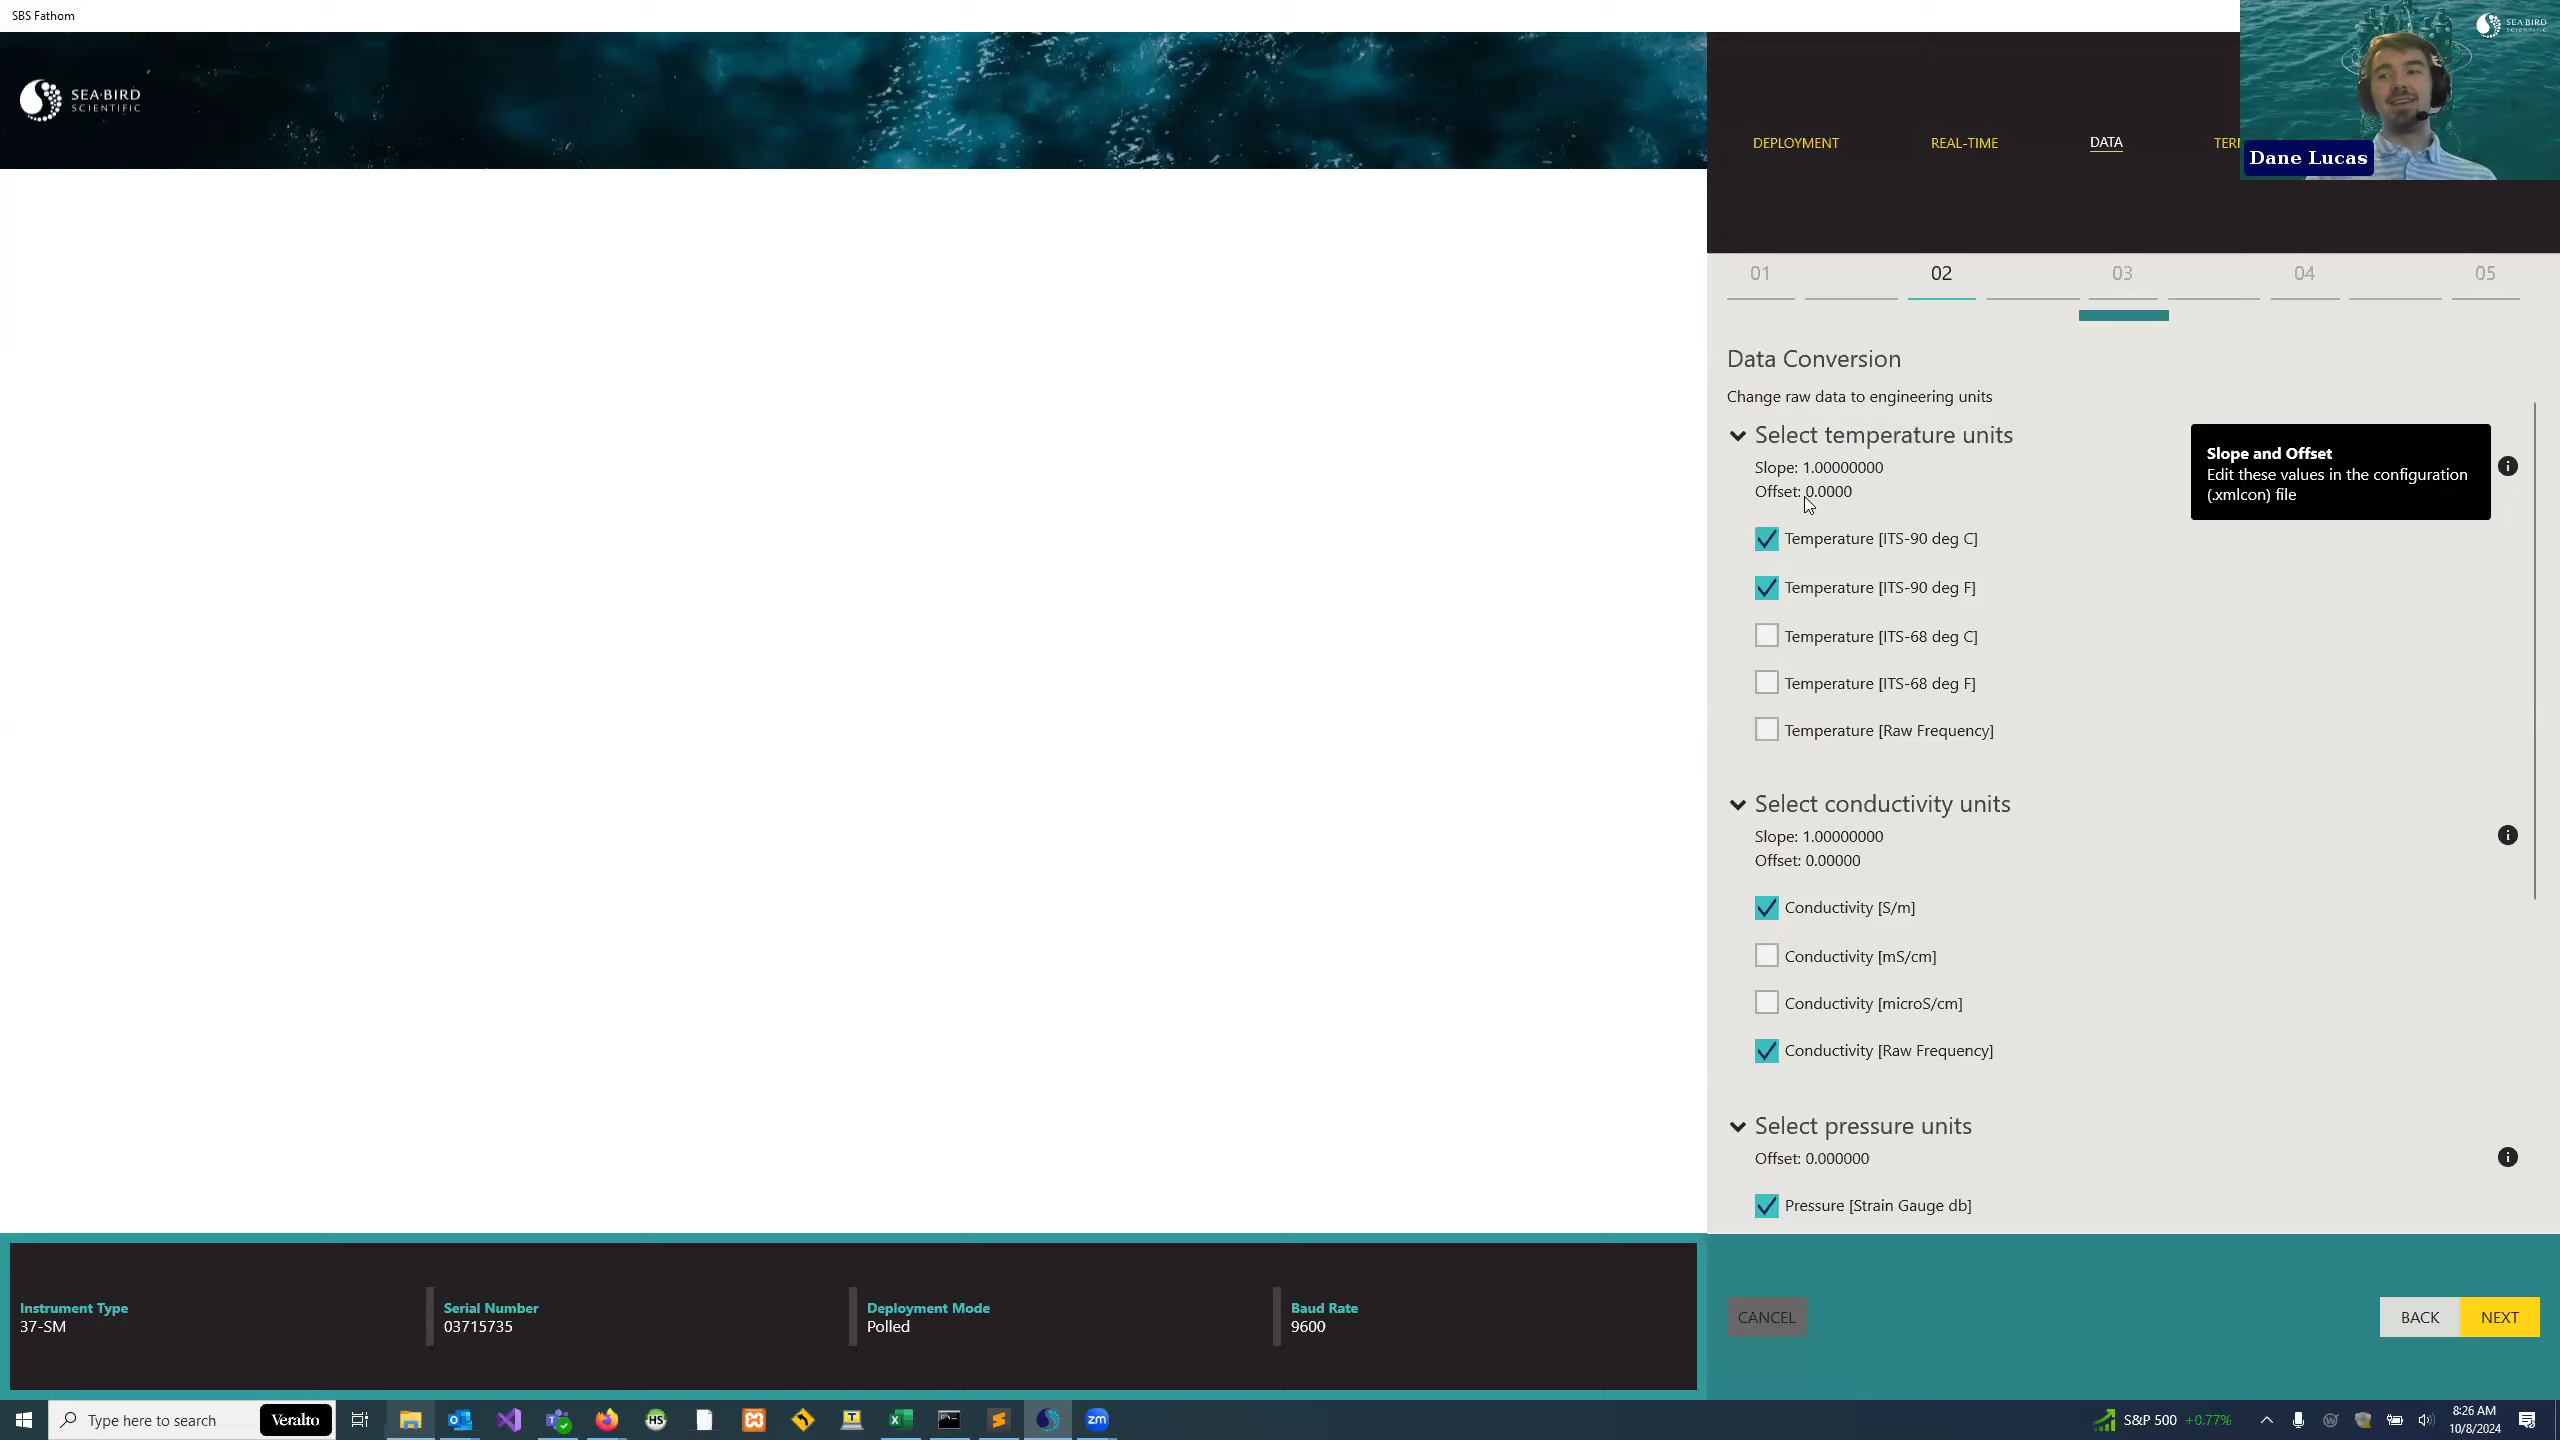 SBS Fathom
SEA·BIRD
SCIENTIFIC
DEPLOYMENT
REAL-TIME
DATA
TERI
SEA·BIRD
SCIENTIFIC
Dane Lucas
01
02
03
04
05
Data Conversion
Change raw data to engineering units
Select temperature units
Slope: 1.00000000
Offset: 0.0000
Slope and Offset
Edit these values in the configuration
(.xmlcon) file
i
Temperature [ITS-90 deg C]
Temperature [ITS-90 deg F]
Temperature [ITS-68 deg C]
Temperature [ITS-68 deg F]
Temperature [Raw Frequency]
Select conductivity units
Slope: 1.00000000
Offset: 0.00000
i
Conductivity [S/m]
Conductivity [mS/cm]
Conductivity [microS/cm]
Conductivity [Raw Frequency]
Select pressure units
Offset: 0.000000
i
Pressure [Strain Gauge db]
Instrument Type
37-SM
Serial Number
03715735
Deployment Mode
Polled
Baud Rate
9600
CANCEL
BACK
NEXT
Type here to search
Veralto
HS
zm
S&P 500 +0.77%
8:26 AM
10/8/2024